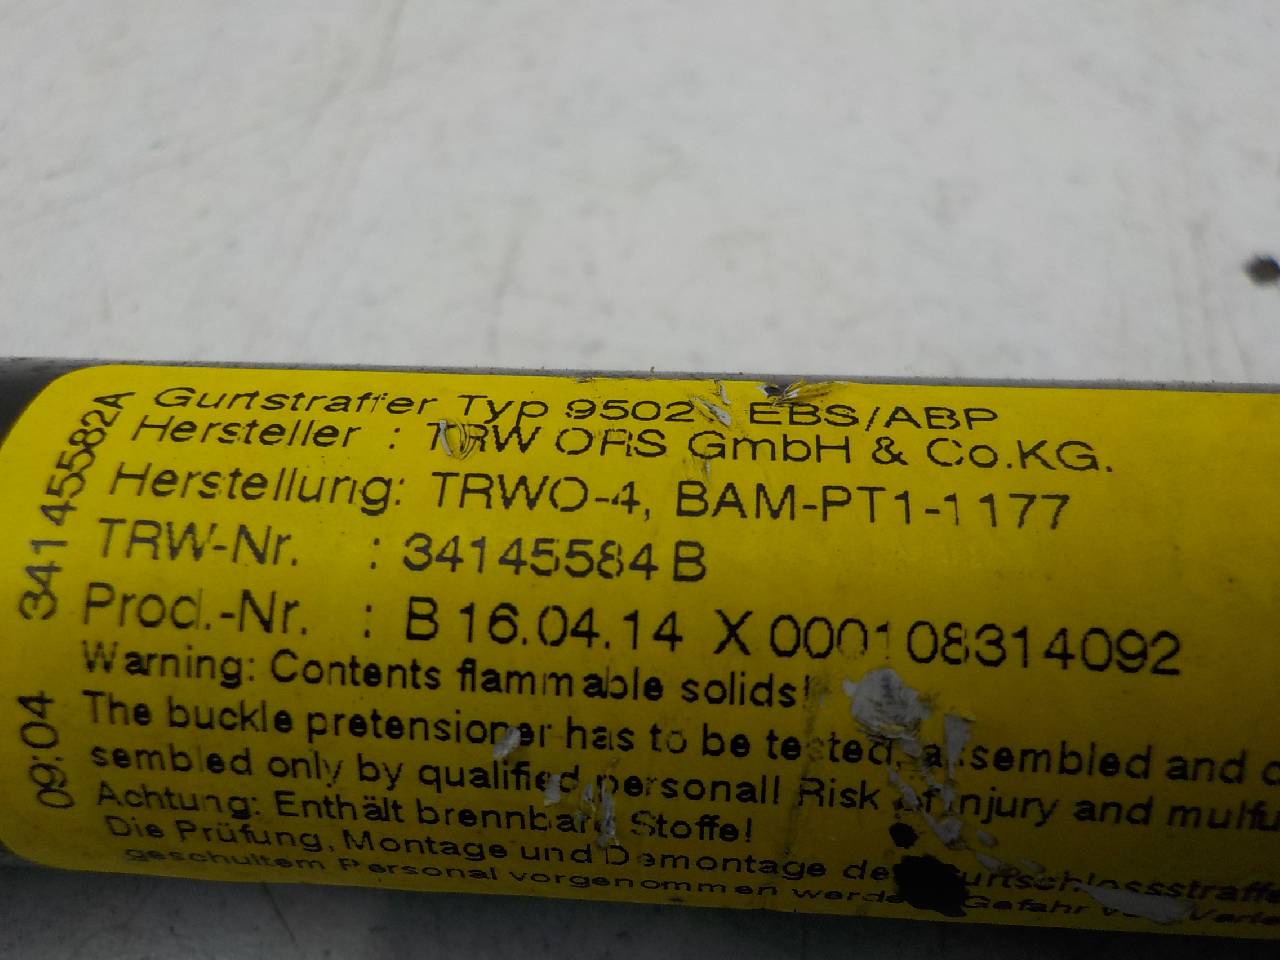 Gurtstraffer Typ 9502 EBS/ABP
Hersteller : TRW ORS GmbH & Co.KG.
Herstellung: TRWO-4, BAM-PT1-1177
TRW-Nr. : 34145584 B
Prod.-Nr. : B 16.04.14 X 000108314092
Warning: Contents flammable solids!
The buckle pretensioner has to be tested, assembled and
sembled only by qualified personal! Risk of injury and
Achtung: Enthält brennbare Stoffe!
Die Prüfung, Montage und Demontage
geschultem Personal vorgenommen werden Gefahr
09:04 34145582A